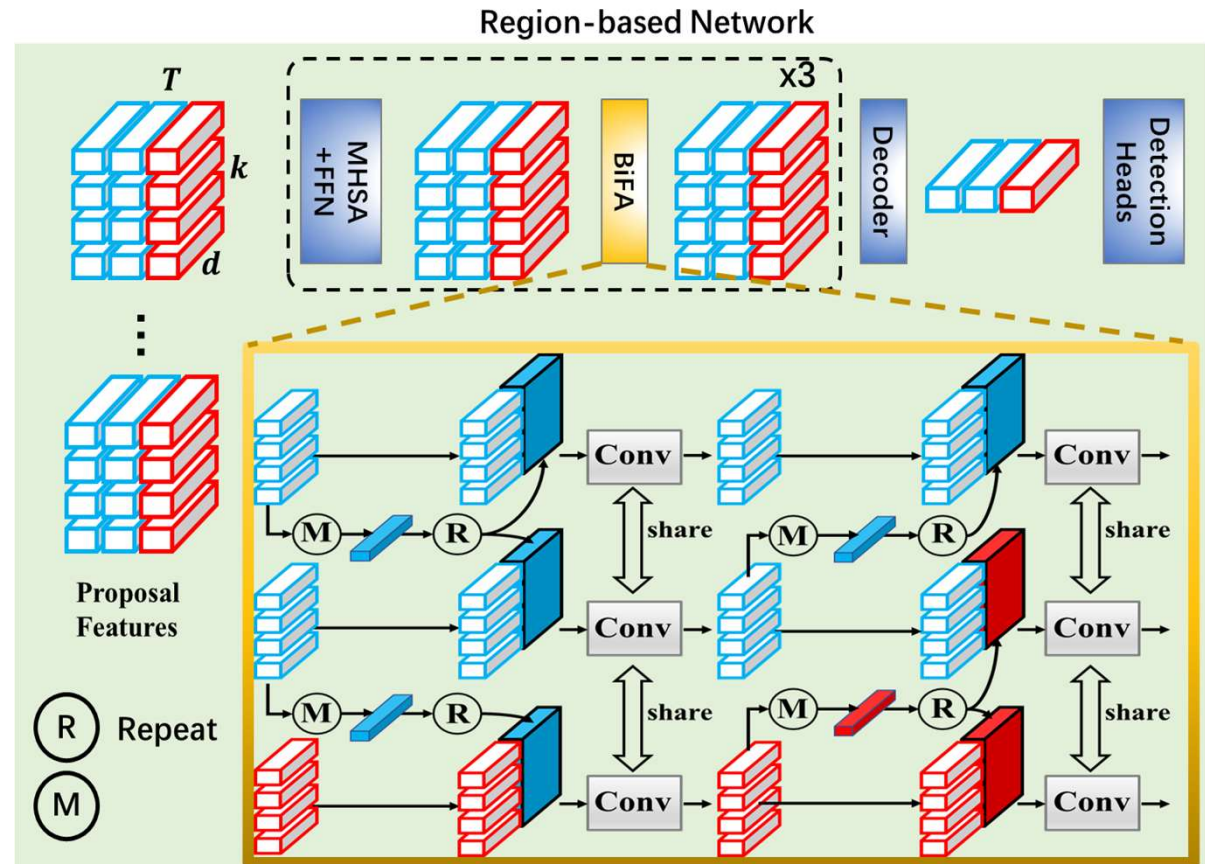 Region-based Network
T
k
d
MHSA
+FFN
BiFA
x3
Decoder
Detection
Heads
Proposal
Features
R Repeat
M
Conv
Conv
share
share
M
R
M
R
Conv
Conv
share
share
M
R
M
R
Conv
Conv